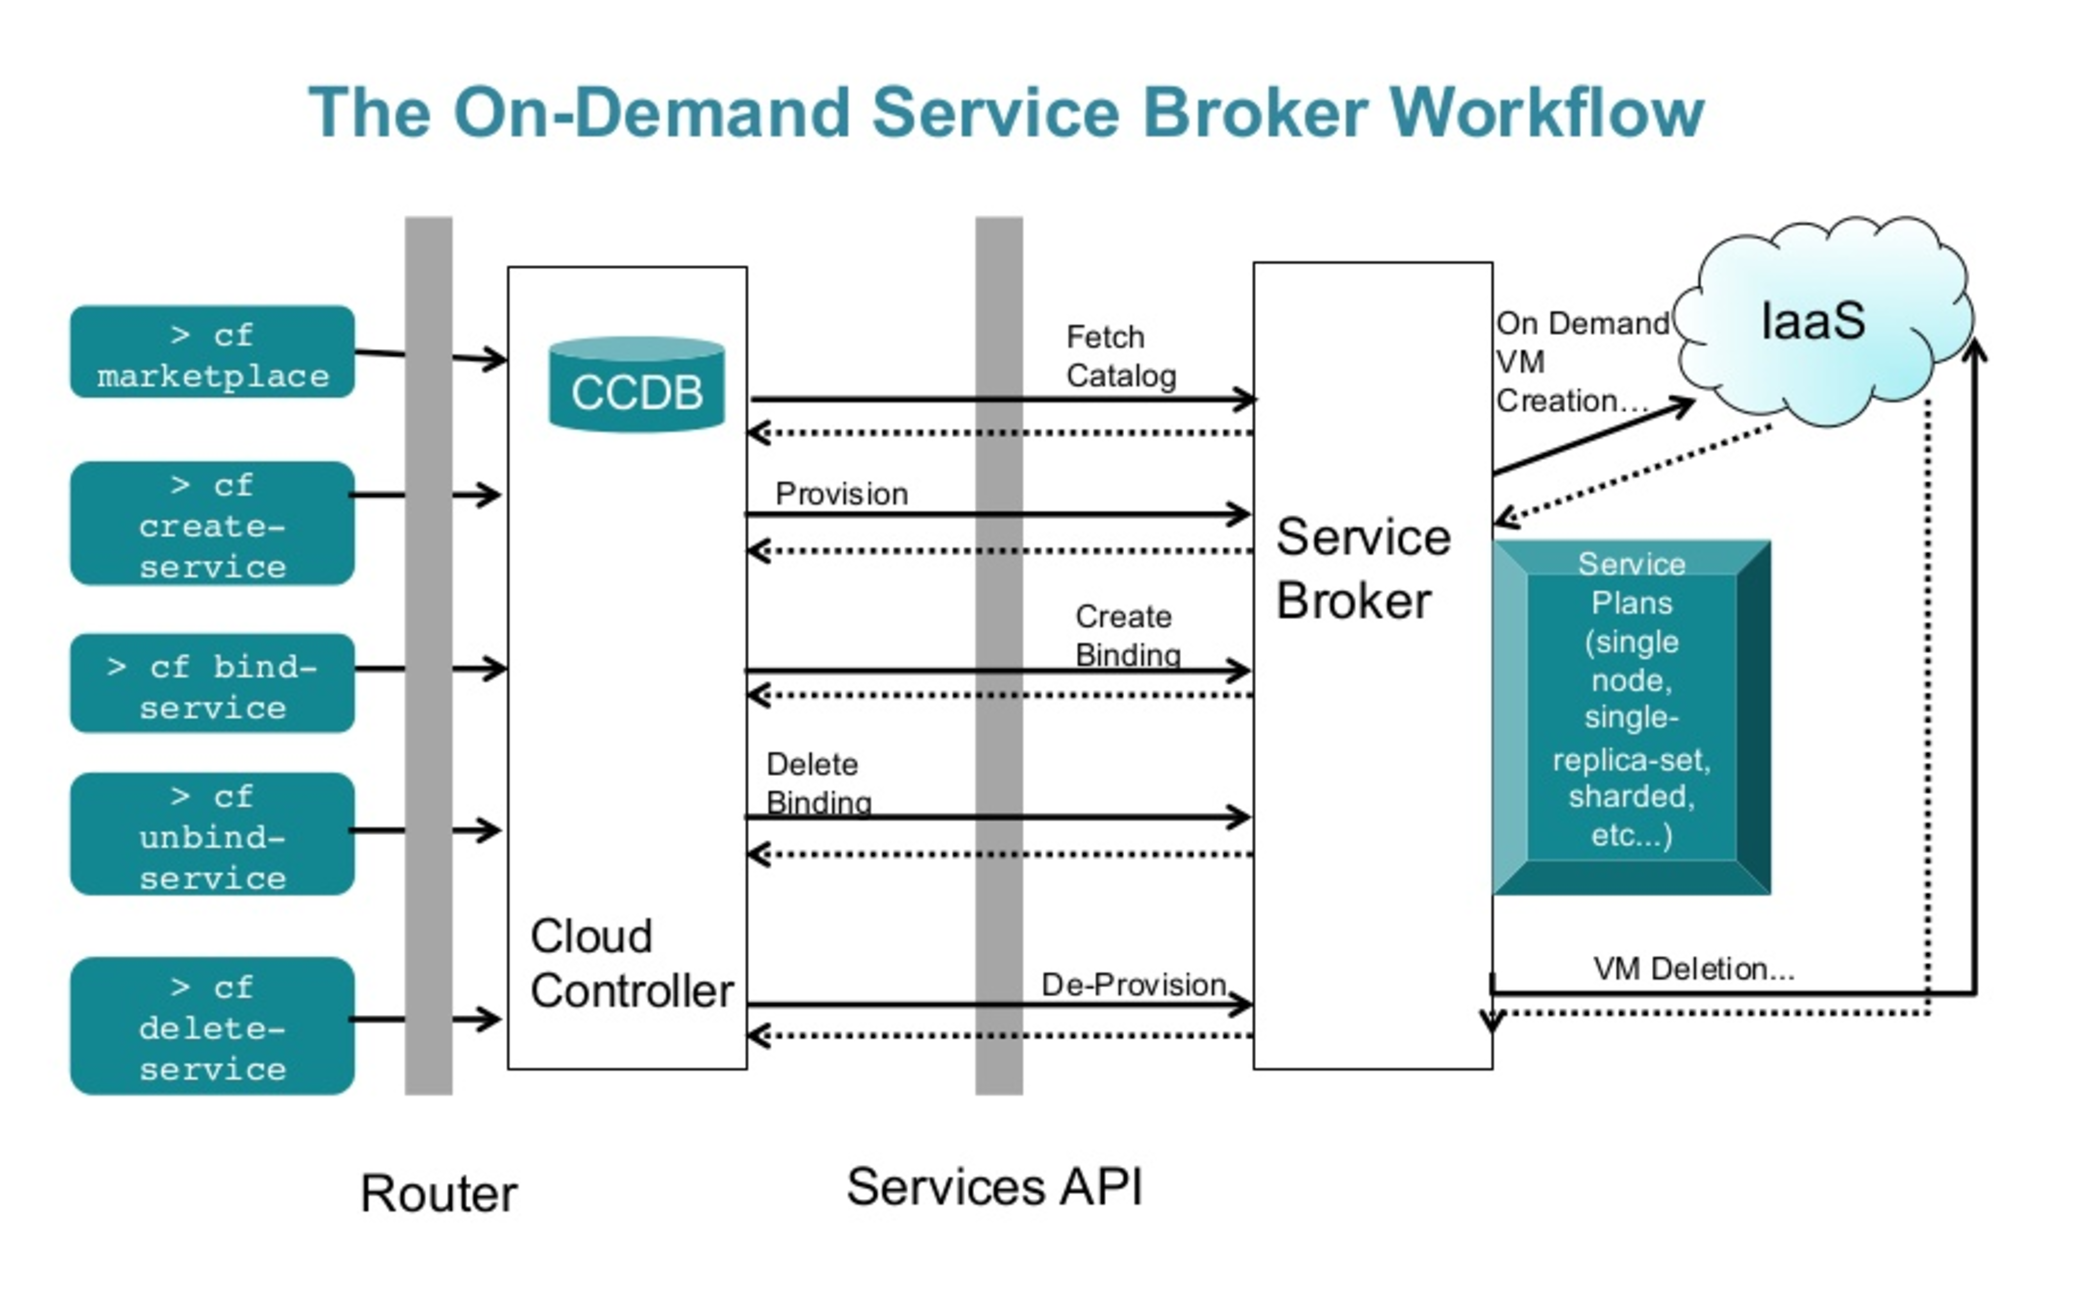 The On-Demand Service Broker Workflow
> cf
marketplace
> cf
create-
service
> cf bind-
service
> cf
unbind-
service
> cf
delete-
service
Router
CCDB
Cloud
Controller
Fetch
Catalog
Provision
Create
Binding
Delete
Binding
De-Provision
Services API
Service
Broker
On Demand
VM
Creation...
IaaS
Service
Plans
(single
node,
single-
replica-set,
sharded,
etc...)
VM Deletion...